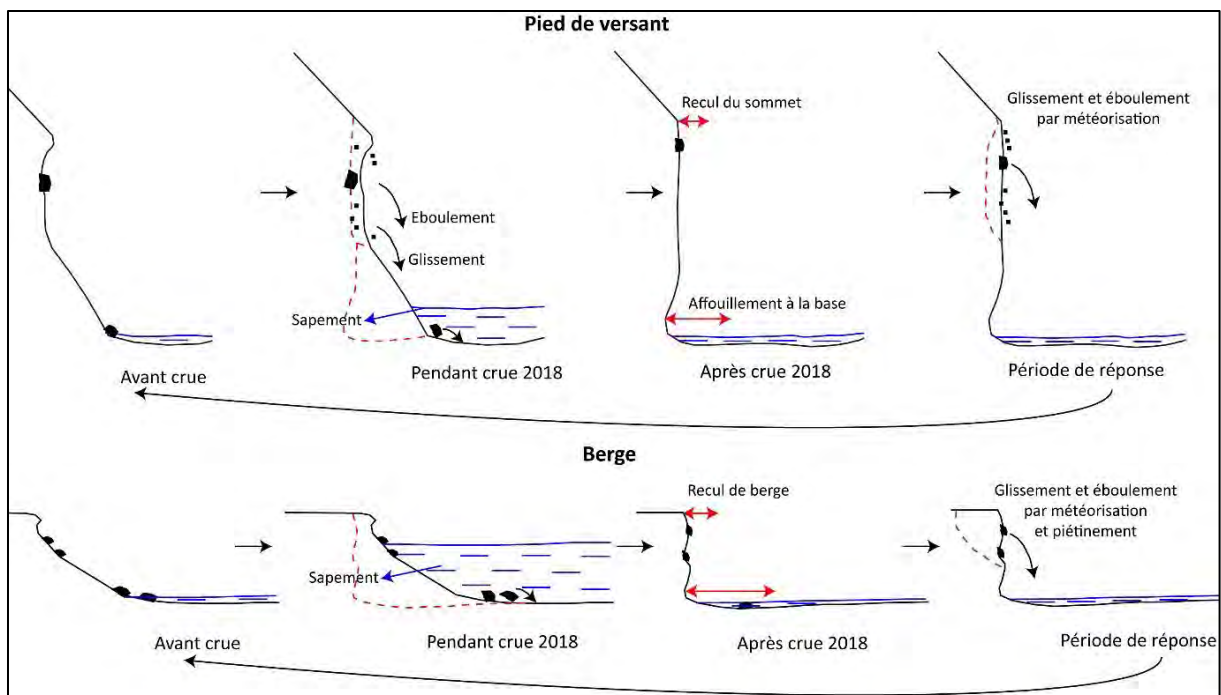 Pied de versant
Recul du sommet
Glissement et éboulement
par météorisation
Eboulement
Glissement
Sapement
Affouillement à la base
Avant crue
Pendant crue 2018
Après crue 2018
Période de réponse
Berge
Recul de berge
Glissement et éboulement
par météorisation
et piétinement
Sapement
Avant crue
Pendant crue 2018
Après crue 2018
Période de réponse